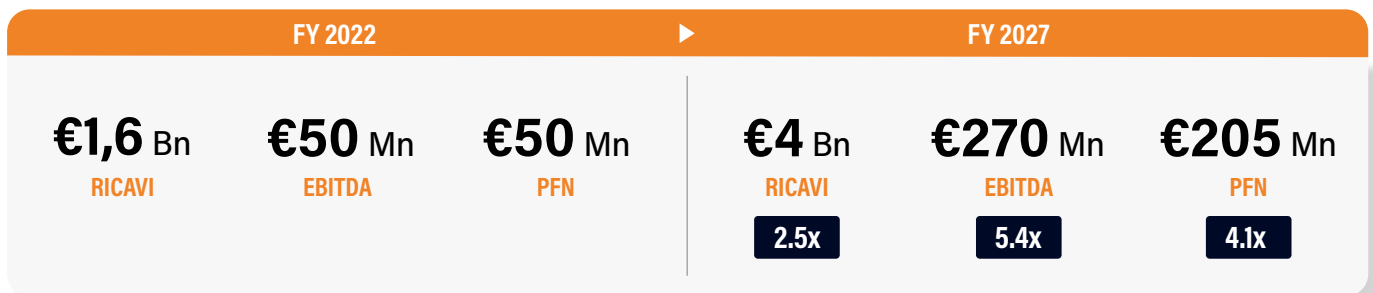 FY 2022
FY 2027
€1,6 Bn
RICAVI
€50 Mn
EBITDA
€50 Mn
PFN
€4 Bn
RICAVI
2.5x
€270 Mn
EBITDA
5.4x
€205 Mn
PFN
4.1x